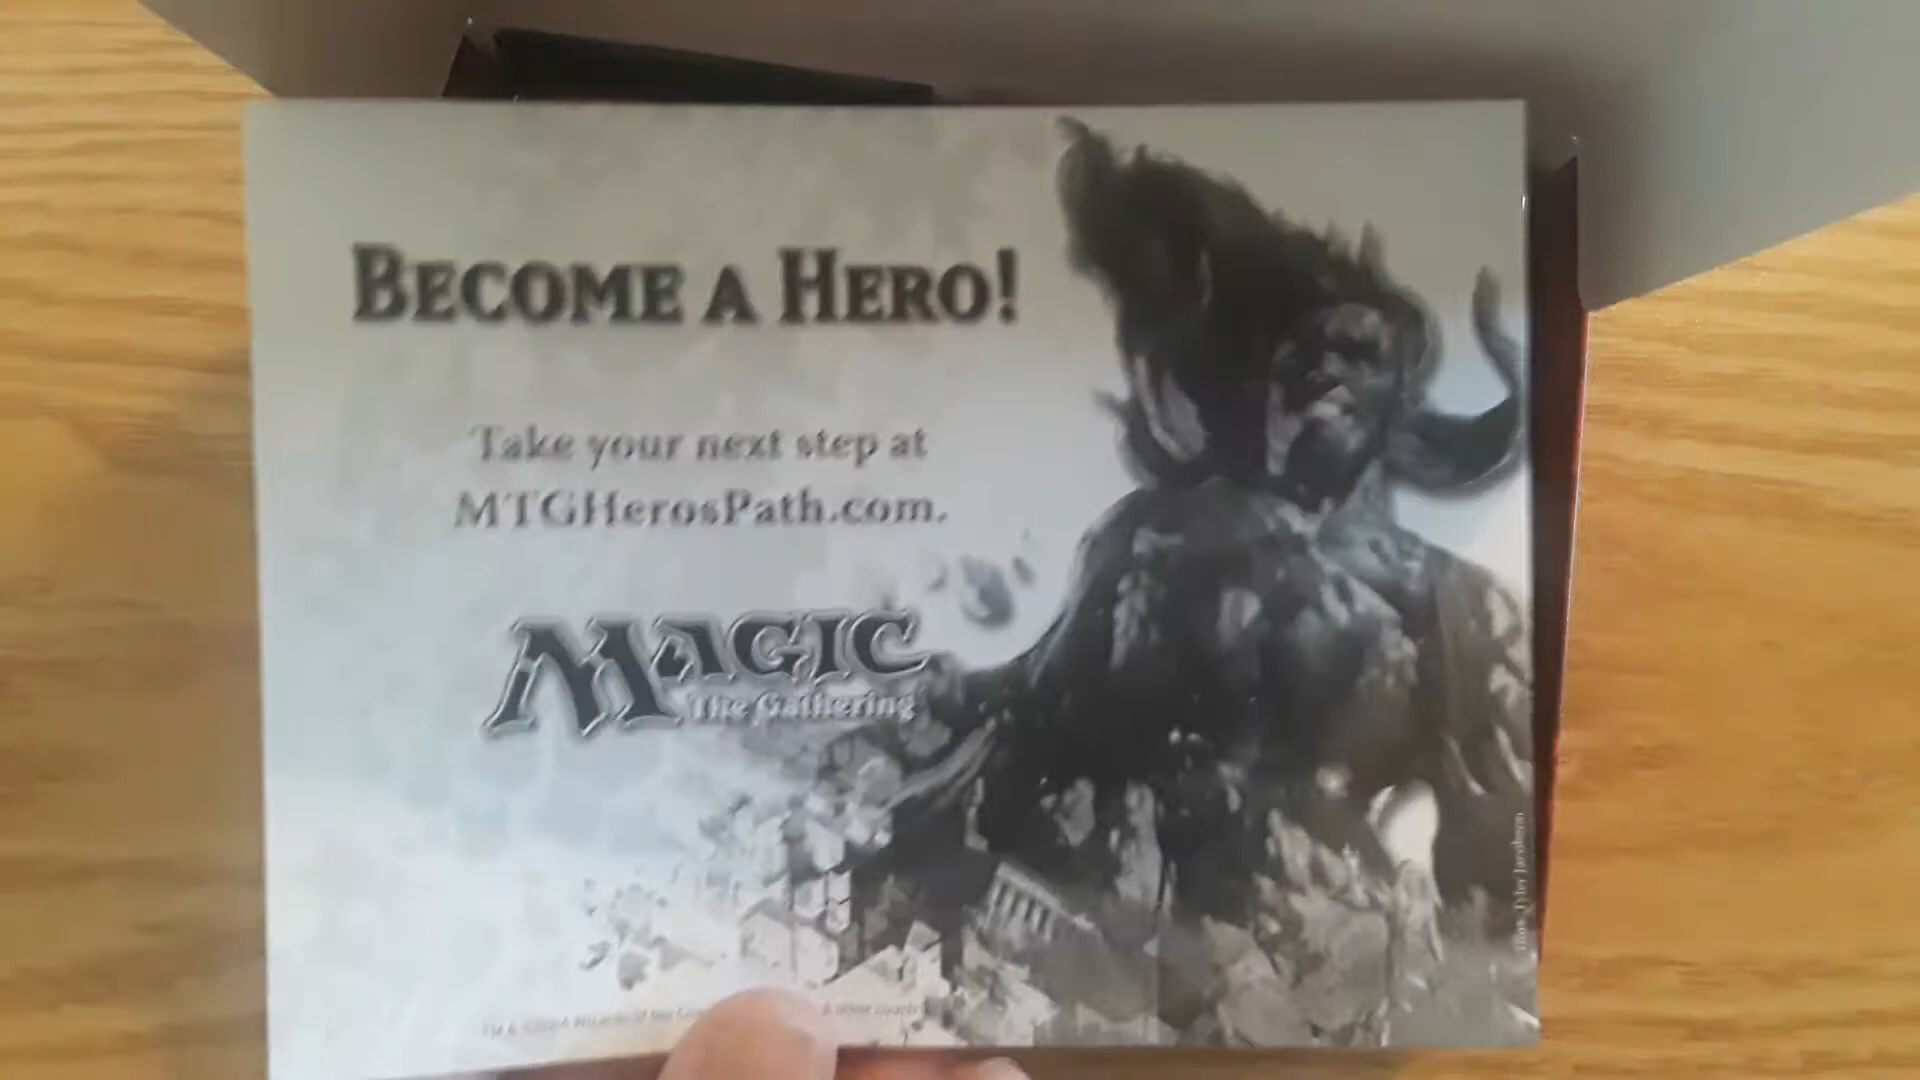 BECOME A HERO!
Take your next step at
MTGHerosPath.com.
MAGIC
The Gathering